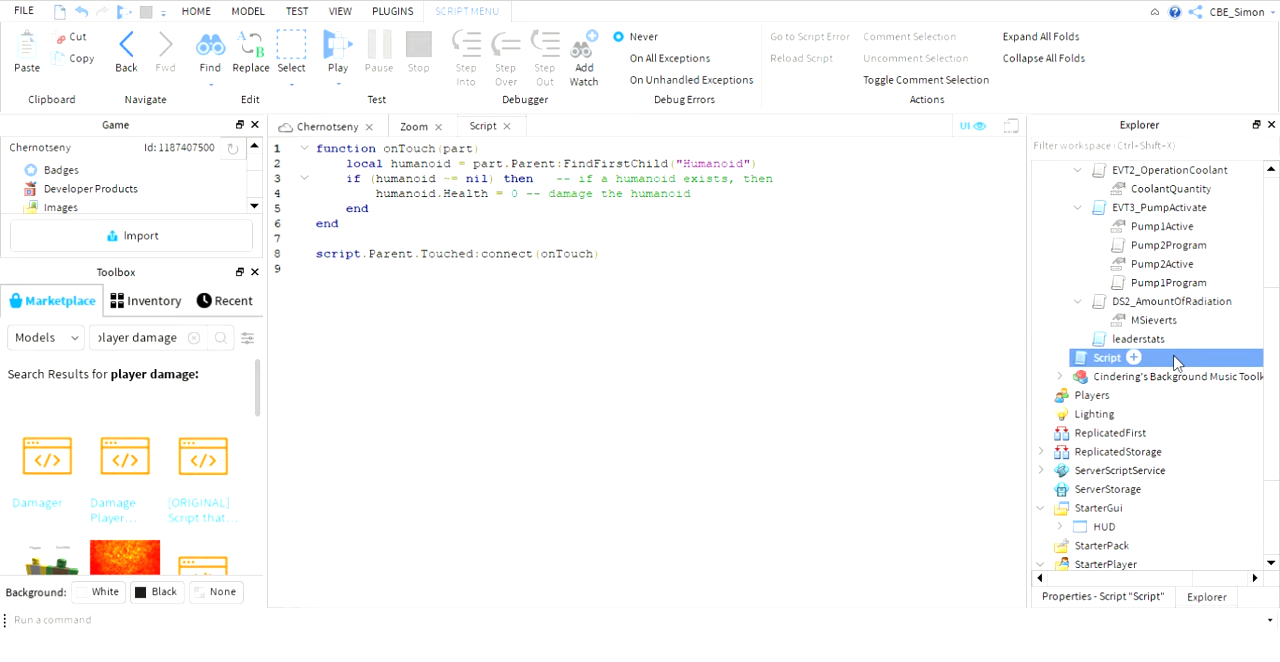 FILE HOME MODEL TEST VIEW PLUGINS SCRIPT MENU CBE_Simon
Cut
Copy
Paste
Back Fwd
Find Replace Select
Play Pause Stop
Step Into
Step Over
Step Out
Add Watch
Never
On All Exceptions
On Unhandled Exceptions
Go to Script Error
Reload Script
Comment Selection
Uncomment Selection
Toggle Comment Selection
Expand All Folds
Collapse All Folds
Clipboard Navigate Edit Test Debugger Debug Errors Actions
Game
Chernotseny Id: 1187407500
Badges
Developer Products
Images
Import
Toolbox
Marketplace Inventory Recent
Models player damage
Search Results for player damage:
Damager
Damage Player...
[ORIGINAL] Script that...
Background: White Black None
Run a command
Chernotseny Zoom Script UI
1 function onTouch(part)
2 local humanoid = part.Parent:FindFirstChild("Humanoid")
3 if (humanoid ~= nil) then -- if a humanoid exists, then
4 humanoid.Health = 0 -- damage the humanoid
5 end
6 end
7
8 script.Parent.Touched:connect(onTouch)
9
Explorer
Filter workspace (Ctrl+Shift+X)
EVT2_OperationCoolant
CoolantQuantity
EVT3_PumpActivate
Pump1Active
Pump2Program
Pump2Active
Pump1Program
DS2_AmountOfRadiation
MSieverts
leaderstats
Script
Cindering's Background Music Toolk
Players
Lighting
ReplicatedFirst
ReplicatedStorage
ServerScriptService
ServerStorage
StarterGui
HUD
StarterPack
StarterPlayer
Properties - Script "Script" Explorer